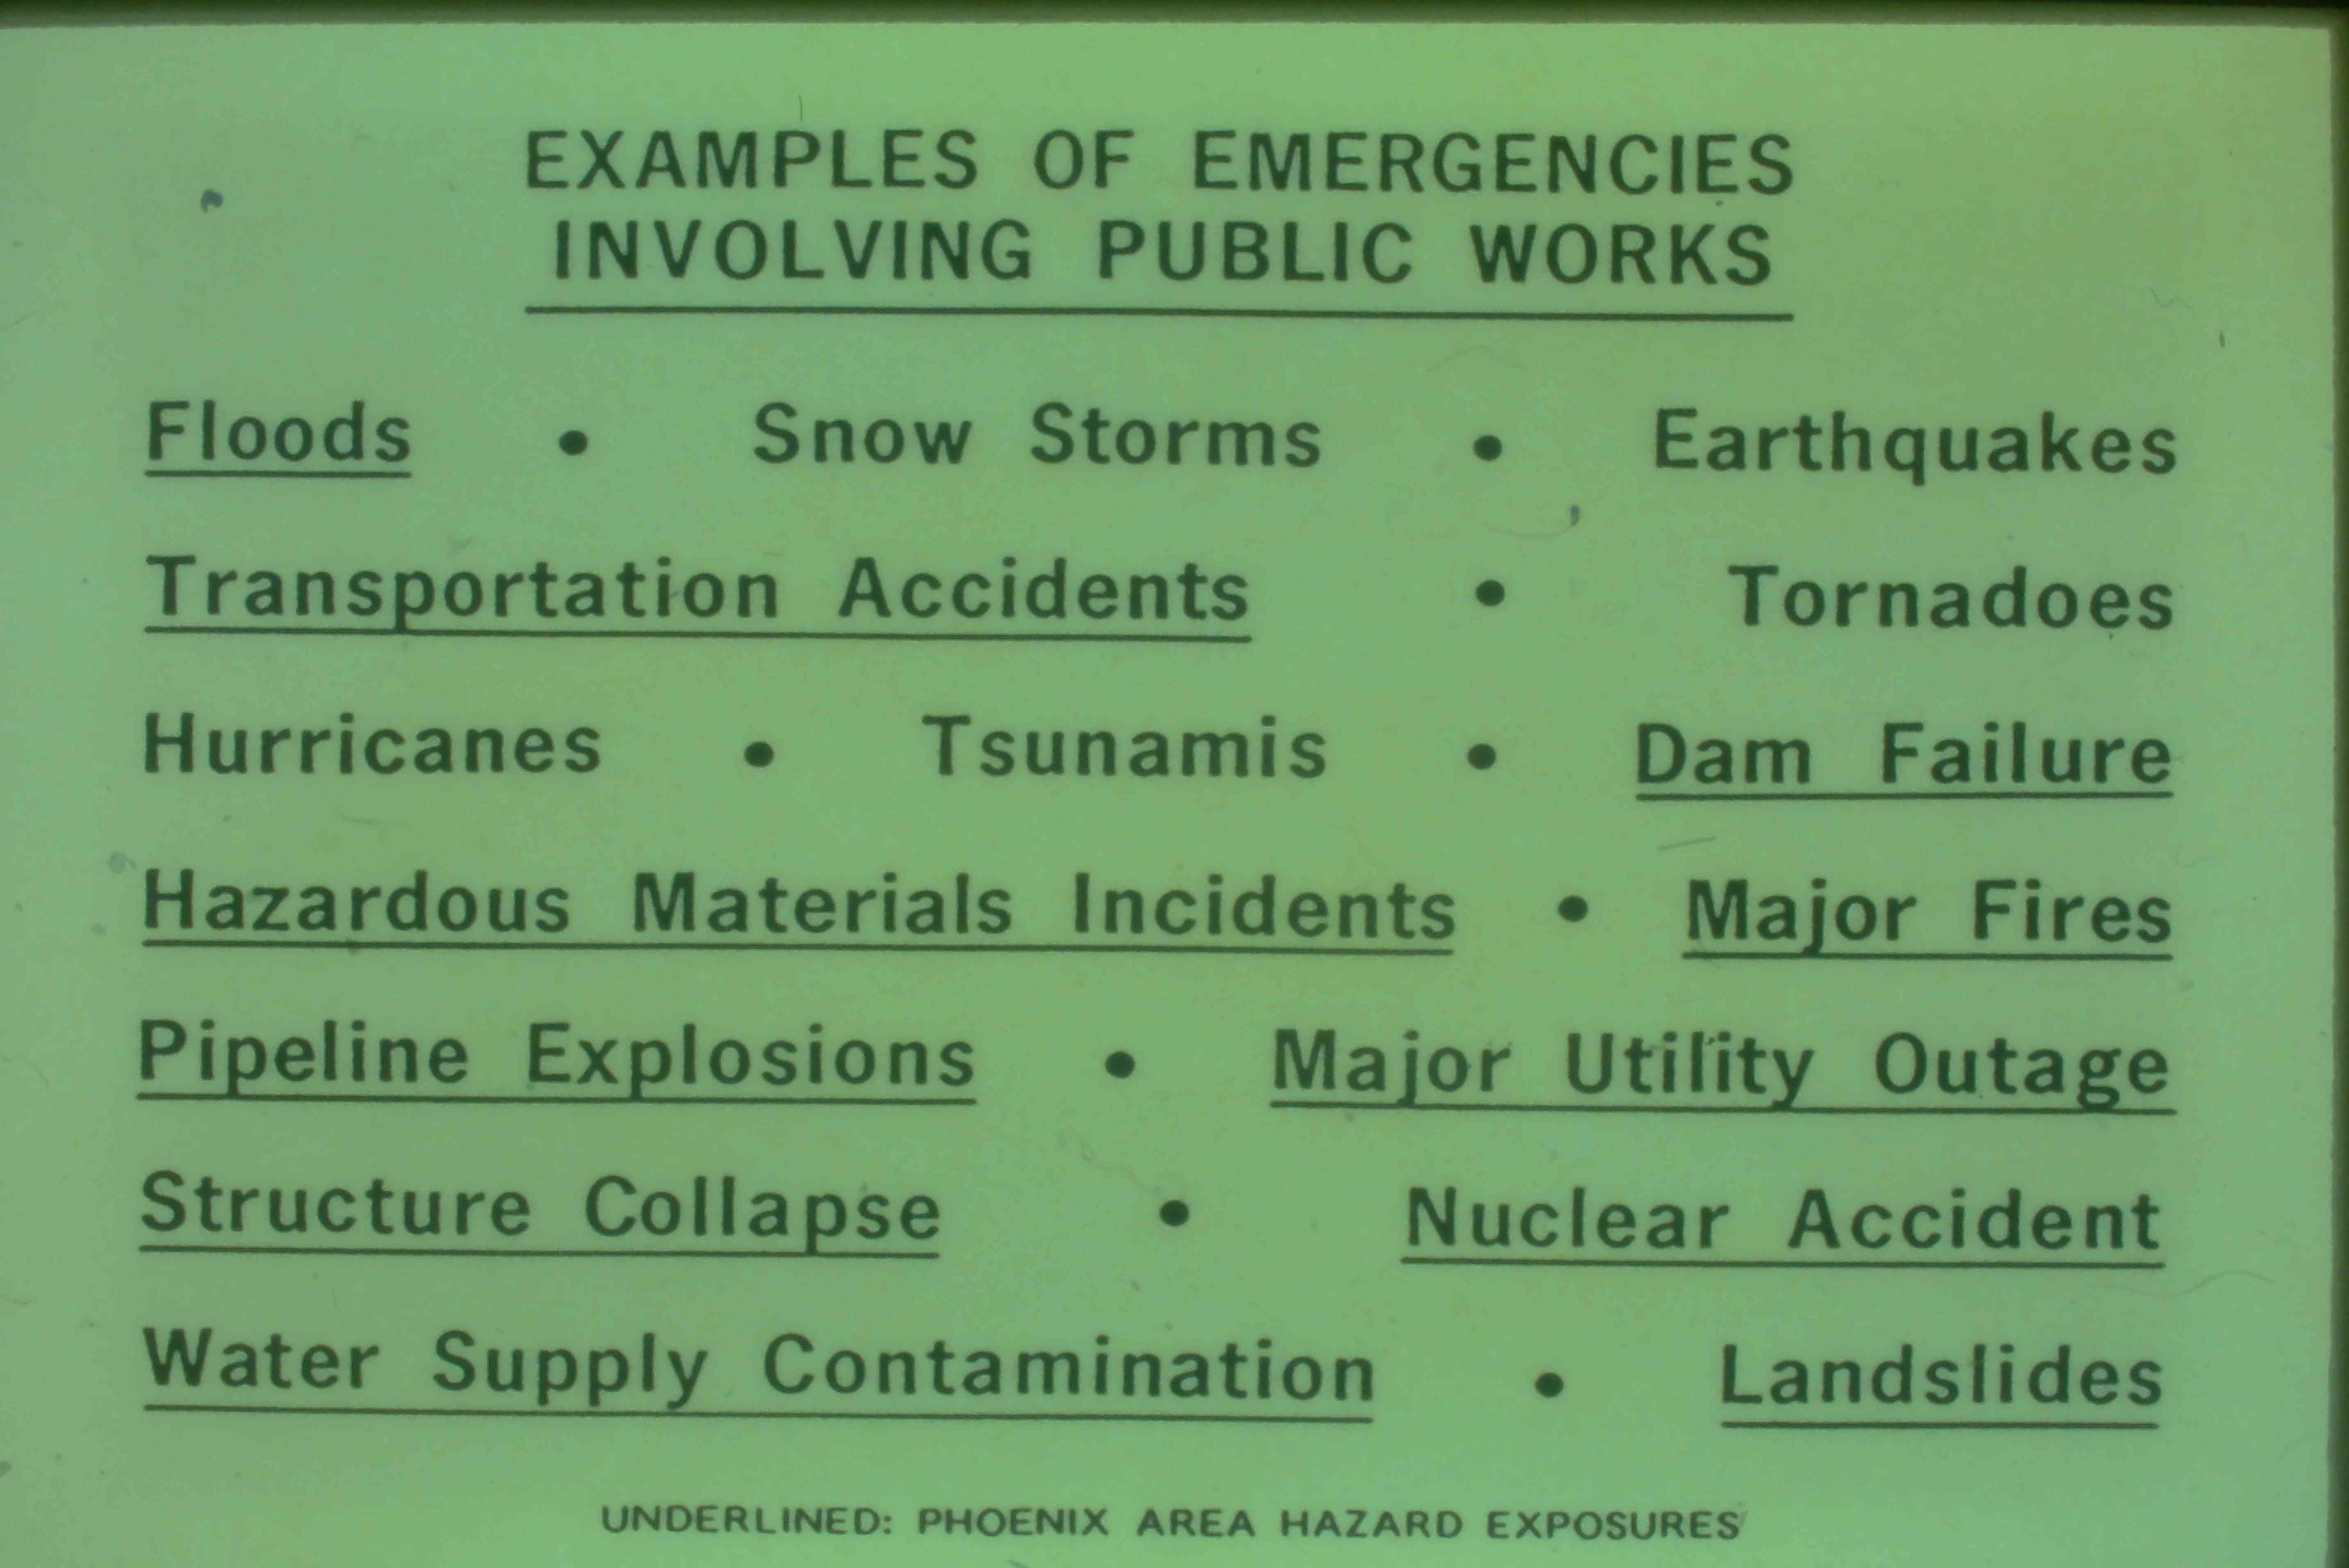 EXAMPLES OF EMERGENCIES
INVOLVING PUBLIC WORKS
Floods • Snow Storms • Earthquakes
Transportation Accidents • Tornadoes
Hurricanes • Tsunamis • Dam Failure
Hazardous Materials Incidents • Major Fires
Pipeline Explosions • Major Utility Outage
Structure Collapse • Nuclear Accident
Water Supply Contamination • Landslides
UNDERLINED: PHOENIX AREA HAZARD EXPOSURES